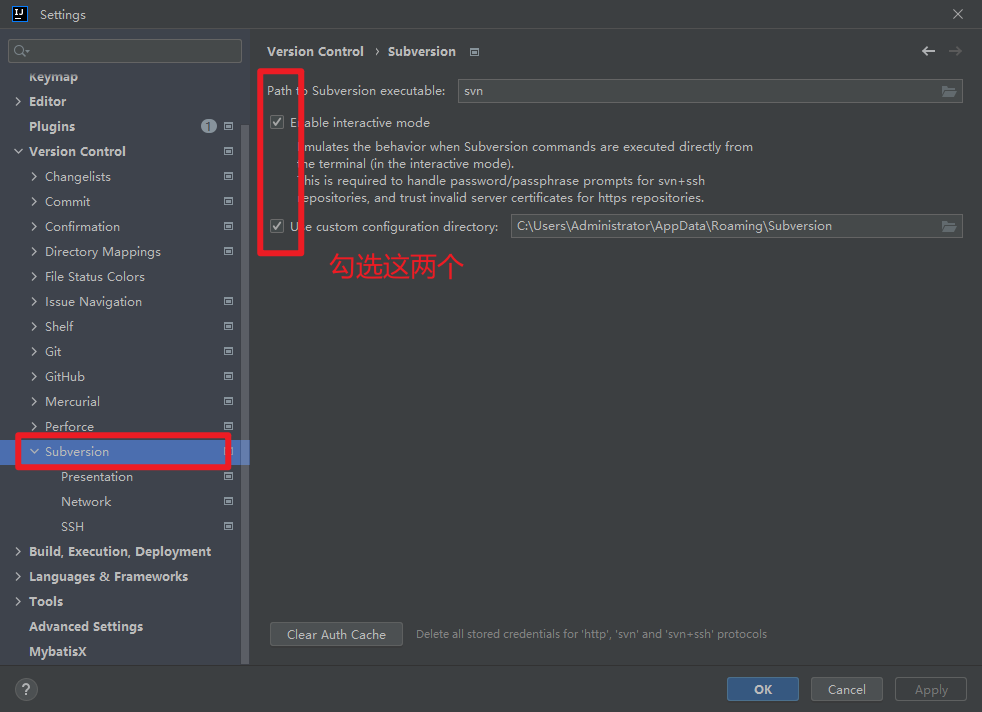 IJ
Settings
Keymap
Editor
Plugins 1
Version Control
Changelists
Commit
Confirmation
Directory Mappings
File Status Colors
Issue Navigation
Shelf
Git
GitHub
Mercurial
Perforce
Subversion
Presentation
Network
SSH
Build, Execution, Deployment
Languages & Frameworks
Tools
Advanced Settings
MybatisX
Version Control › Subversion
Path to Subversion executable: svn
Enable interactive mode
Emulates the behavior when Subversion commands are executed directly from
the terminal (in the interactive mode).
This is required to handle password/passphrase prompts for svn+ssh
repositories, and trust invalid server certificates for https repositories.
Use custom configuration directory: C:\Users\Administrator\AppData\Roaming\Subversion
勾选这两个
Clear Auth Cache Delete all stored credentials for 'http', 'svn' and 'svn+ssh' protocols
? OK Cancel Apply